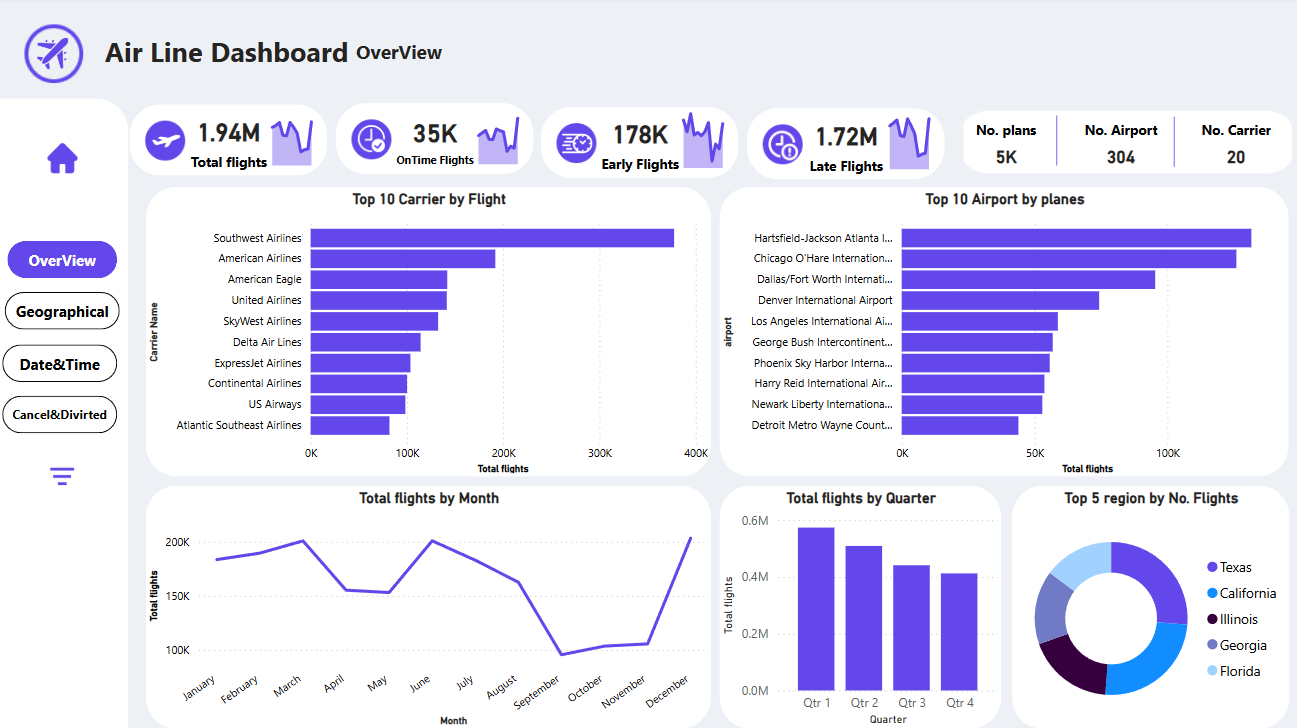 Air Line Dashboard OverView
1.94M
Total flights
35K
OnTime Flights
178K
Early Flights
1.72M
Late Flights
No. plans
5K
No. Airport
304
No. Carrier
20
OverView
Geographical
Date&Time
Cancel&Divirted
Top 10 Carrier by Flight
Carrier Name
Southwest Airlines
American Airlines
American Eagle
United Airlines
SkyWest Airlines
Delta Air Lines
ExpressJet Airlines
Continental Airlines
US Airways
Atlantic Southeast Airlines
0K 100K 200K 300K 400K
Total flights
Top 10 Airport by planes
airport
Hartsfield-Jackson Atlanta I...
Chicago O'Hare Internation...
Dallas/Fort Worth Internati...
Denver International Airport
Los Angeles International Ai...
George Bush Intercontinent...
Phoenix Sky Harbor Interna...
Harry Reid International Air...
Newark Liberty Internationa...
Detroit Metro Wayne Count...
0K 50K 100K
Total flights
Total flights by Month
Total flights
200K
150K
100K
January February March April May June July August September October November December
Month
Total flights by Quarter
Total flights
0.6M
0.4M
0.2M
0.0M
Qtr 1 Qtr 2 Qtr 3 Qtr 4
Quarter
Top 5 region by No. Flights
Texas
California
Illinois
Georgia
Florida